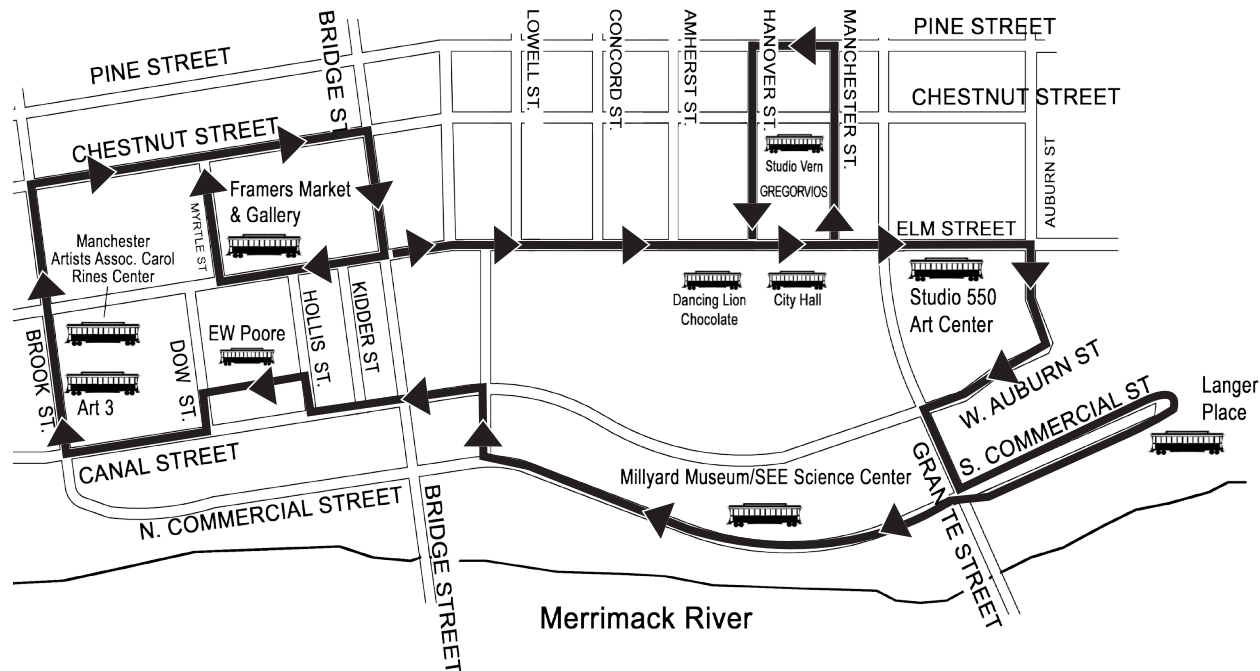 PINE STREET
BRIDGE ST
LOWELL ST.
CONCORD ST.
AMHERST ST.
HANOVER ST.
MANCHESTER ST.
PINE STREET
CHESTNUT STREET
CHESTNUT STREET
AUBURN ST
Studio Vern
GREGORVIOS
Framers Market
& Gallery
MYRTLE ST
ELM STREET
Manchester
Artists Assoc. Carol
Rines Center
Dancing Lion
Chocolate
City Hall
Studio 550
Art Center
HOLLIS ST.
KIDDER ST
EW Poore
BROOK ST.
DOW ST.
Art 3
W. AUBURN ST
S. COMMERCIAL ST
Langer
Place
CANAL STREET
Millyard Museum/SEE Science Center
GRANITE STREET
N. COMMERCIAL STREET
BRIDGE STREET
Merrimack River